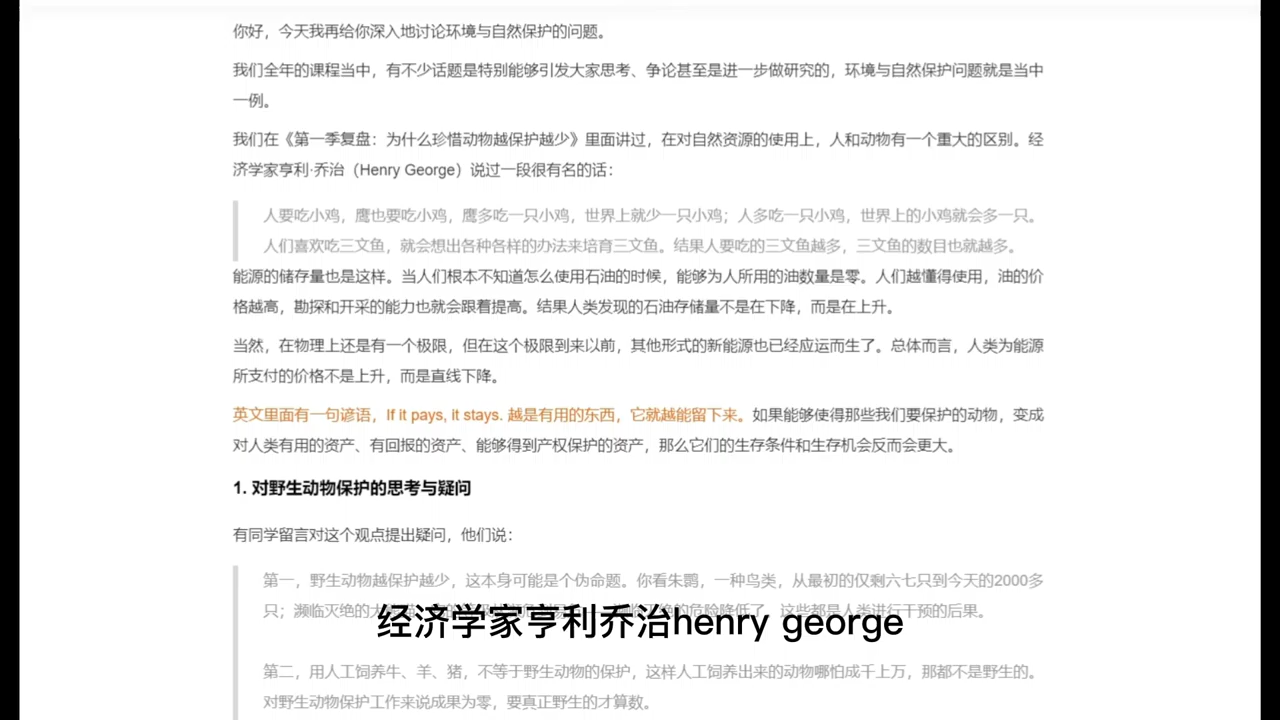 你好，今天我再给你深入地讨论环境与自然保护的问题。
我们全年的课程当中，有不少话题是特别能够引发大家思考、争论甚至是进一步做研究的，环境与自然保护问题就是当中
一例。
我们在《第一季复盘：为什么珍惜动物越保护越少》里面讲过，在对自然资源的使用上，人和动物有一个重大的区别。经
济学家亨利·乔治（Henry George）说过一段很有名的话：
人要吃小鸡，鹰也要吃小鸡，鹰多吃一只小鸡，世界上就少一只小鸡；人多吃一只小鸡，世界上的小鸡就会多一只。
人们喜欢吃三文鱼，就会想出各种各样的办法来培育三文鱼。结果人要吃的三文鱼越多，三文鱼的数目也就越多。
能源的储存量也是这样。当人们根本不知道怎么使用石油的时候，能够为人所用的油数量是零。人们越懂得使用，油的价
格越高，勘探和开采的能力也就会跟着提高。结果人类发现的石油存储量不是在下降，而是在上升。
当然，在物理上还是有一个极限，但在这个极限到来以前，其他形式的新能源也已经应运而生了。总体而言，人类为能源
所支付的价格不是上升，而是直线下降。
英文里面有一句谚语，If it pays, it stays. 越是有用的东西，它就越能留下来。如果能够使得那些我们要保护的动物，变成
对人类有用的资产、有回报的资产、能够得到产权保护的资产，那么它们的生存条件和生存机会反而会更大。
1. 对野生动物保护的思考与疑问
有同学留言对这个观点提出疑问，他们说：
第一，野生动物越保护越少，这本身可能是个伪命题。你看朱鹮，一种鸟类，从最初的仅剩六七只到今天的2000多
只；濒临灭绝的大 的危险降低了，这些都是人类进行干预的后果。
经济学家亨利乔治henry george
第二，用人工饲养牛、羊、猪，不等于野生动物的保护，这样人工饲养出来的动物哪怕成千上万，那都不是野生的。
对野生动物保护工作来说成果为零，要真正野生的才算数。